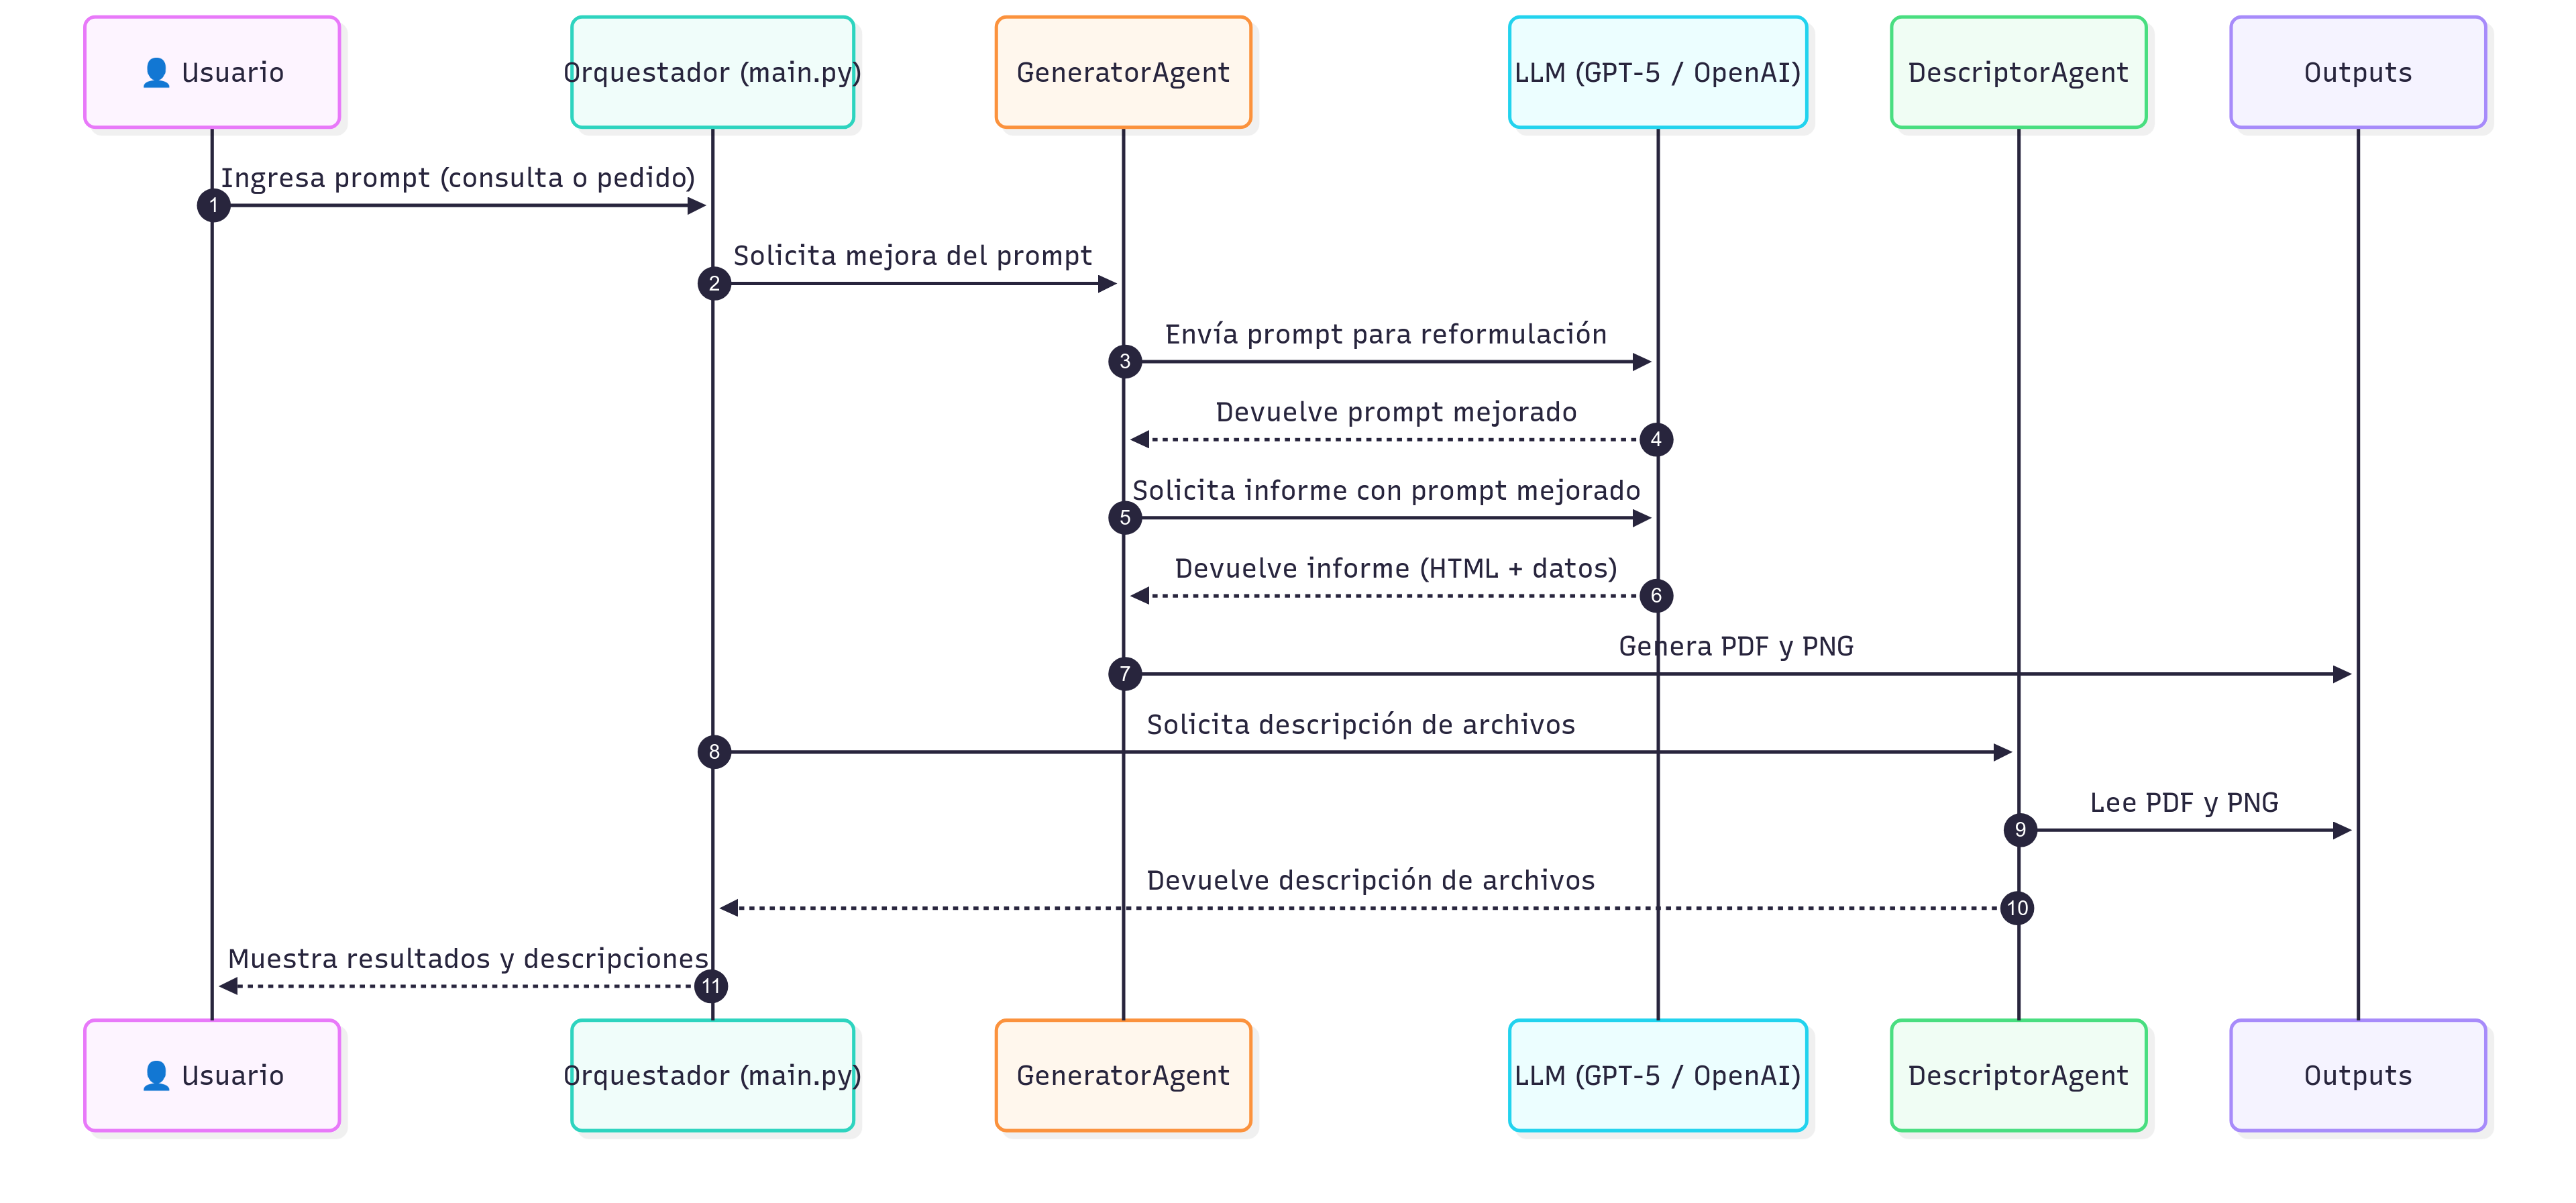 👤 Usuario
Orquestador (main.py)
GeneratorAgent
LLM (GPT-5 / OpenAI)
DescriptorAgent
Outputs
Ingresa prompt (consulta o pedido)
1
Solicita mejora del prompt
2
Envía prompt para reformulación
3
Devuelve prompt mejorado
4
Solicita informe con prompt mejorado
5
Devuelve informe (HTML + datos)
6
Genera PDF y PNG
7
Solicita descripción de archivos
8
Lee PDF y PNG
9
Devuelve descripción de archivos
10
Muestra resultados y descripciones
11
👤 Usuario
Orquestador (main.py)
GeneratorAgent
LLM (GPT-5 / OpenAI)
DescriptorAgent
Outputs